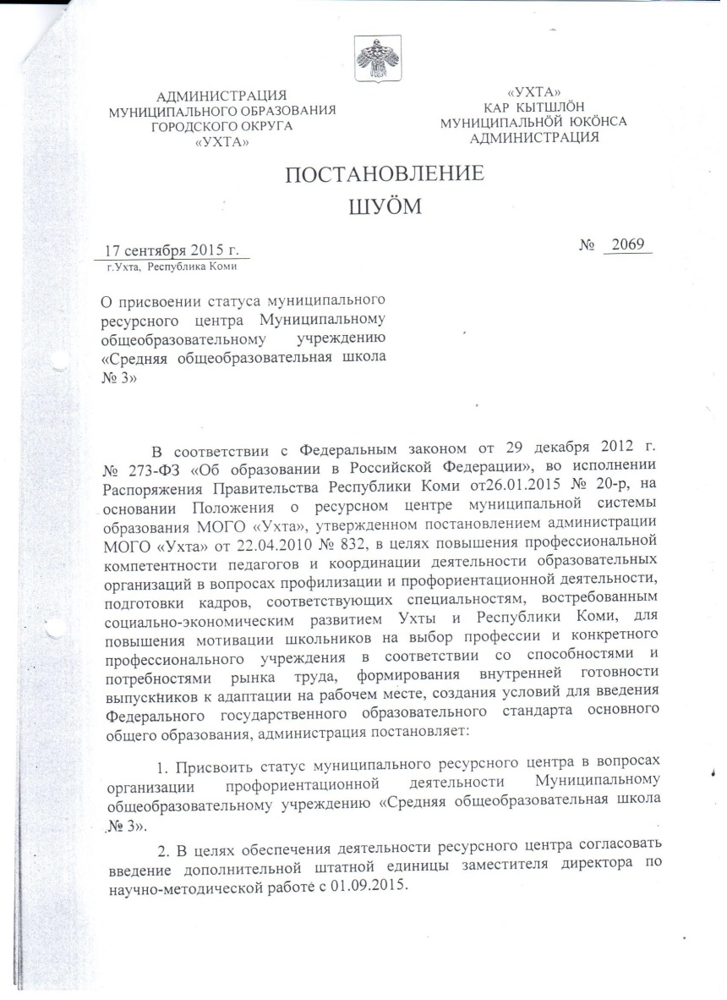 АДМИНИСТРАЦИЯ
МУНИЦИПАЛЬНОГО ОБРАЗОВАНИЯ
ГОРОДСКОГО ОКРУГА
«УХТА»
«УХТА»
КАР КЫТШЛӦН
МУНИЦИПАЛЬНӦЙ ЮКӦНСА
АДМИНИСТРАЦИЯ
ПОСТАНОВЛЕНИЕ
ШУӦМ
17 сентября 2015 г.
№ 2069
г.Ухта, Республика Коми
О присвоении статуса муниципального
ресурсного центра Муниципальному
общеобразовательному учреждению
«Средняя общеобразовательная школа
№ 3»
В соответствии с Федеральным законом от 29 декабря 2012 г.
№ 273-ФЗ «Об образовании в Российской Федерации», во исполнении
Распоряжения Правительства Республики Коми от26.01.2015 № 20-р, на
основании Положения о ресурсном центре муниципальной системы
образования МОГО «Ухта», утвержденном постановлением администрации
МОГО «Ухта» от 22.04.2010 № 832, в целях повышения профессиональной
компетентности педагогов и координации деятельности образовательных
организаций в вопросах профилизации и профориентационной деятельности,
подготовки кадров, соответствующих специальностям, востребованным
социально-экономическим развитием Ухты и Республики Коми, для
повышения мотивации школьников на выбор профессии и конкретного
профессионального учреждения в соответствии со способностями и
потребностями рынка труда, формирования внутренней готовности
выпускников к адаптации на рабочем месте, создания условий для введения
Федерального государственного образовательного стандарта основного
общего образования, администрация постановляет:
1. Присвоить статус муниципального ресурсного центра в вопросах
организации профориентационной деятельности Муниципальному
общеобразовательному учреждению «Средняя общеобразовательная школа
№ 3».
2. В целях обеспечения деятельности ресурсного центра согласовать
введение дополнительной штатной единицы заместителя директора по
научно-методической работе с 01.09.2015.